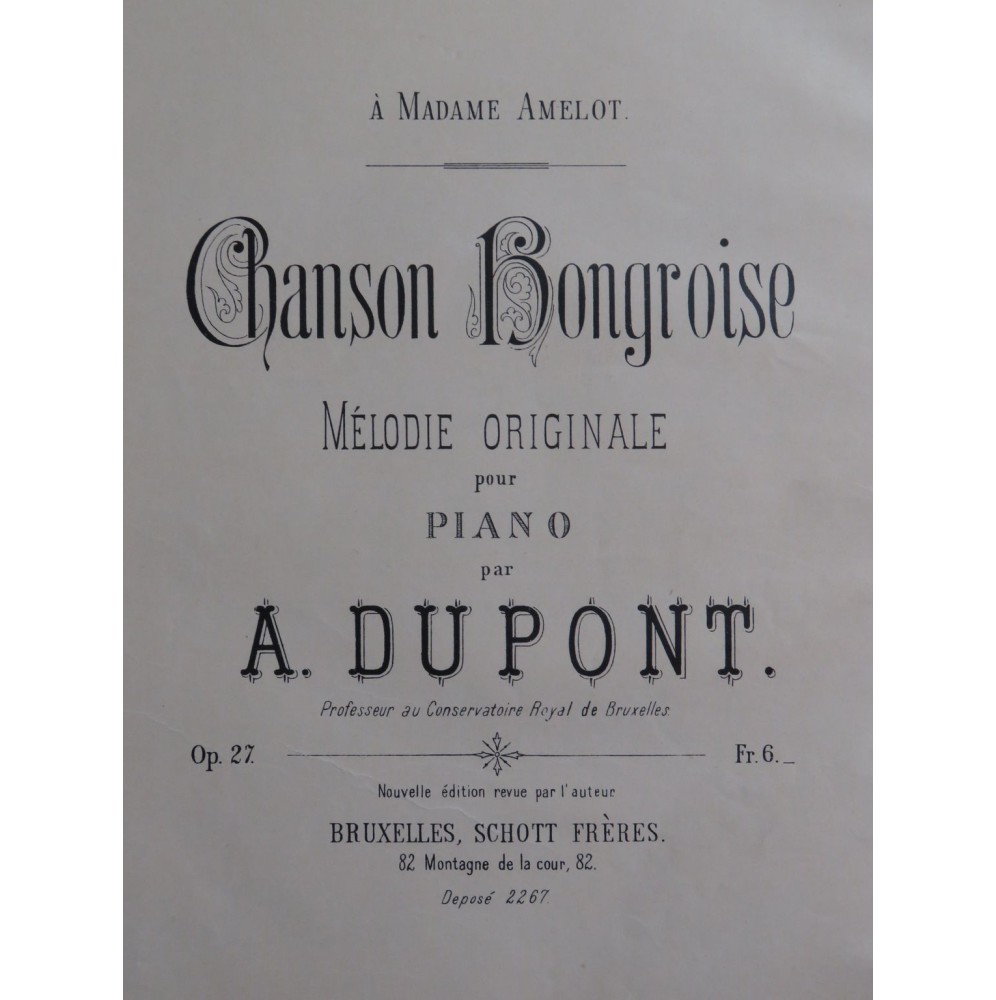 À MADAME AMELOT.
Chanson Hongroise
MÉLODIE ORIGINALE
pour
PIANO
par
A. DUPONT.
Professeur au Conservatoire Royal de Bruxelles.
Op. 27. Fr. 6._
Nouvelle édition revue par l'auteur
BRUXELLES, SCHOTT FRÈRES.
82 Montagne de la cour, 82.
Deposé 2267.